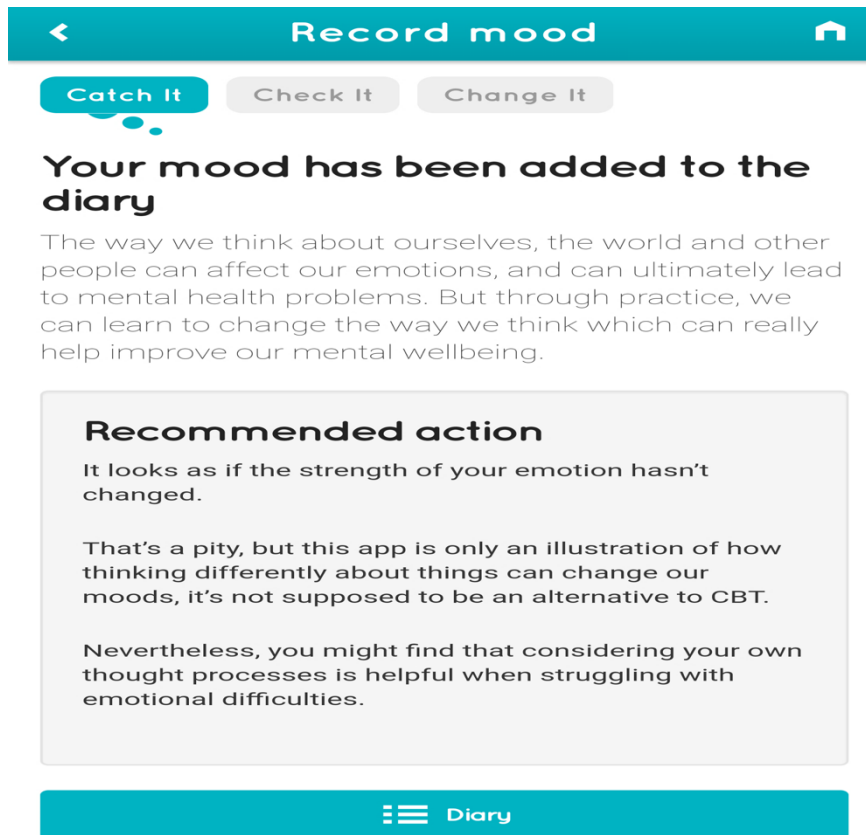 Record mood
Catch It Check It Change It
Your mood has been added to the
diary
The way we think about ourselves, the world and other
people can affect our emotions, and can ultimately lead
to mental health problems. But through practice, we
can learn to change the way we think which can really
help improve our mental wellbeing.
Recommended action
It looks as if the strength of your emotion hasn’t
changed.
That’s a pity, but this app is only an illustration of how
thinking differently about things can change our
moods, it’s not supposed to be an alternative to CBT.
Nevertheless, you might find that considering your own
thought processes is helpful when struggling with
emotional difficulties.
Diary